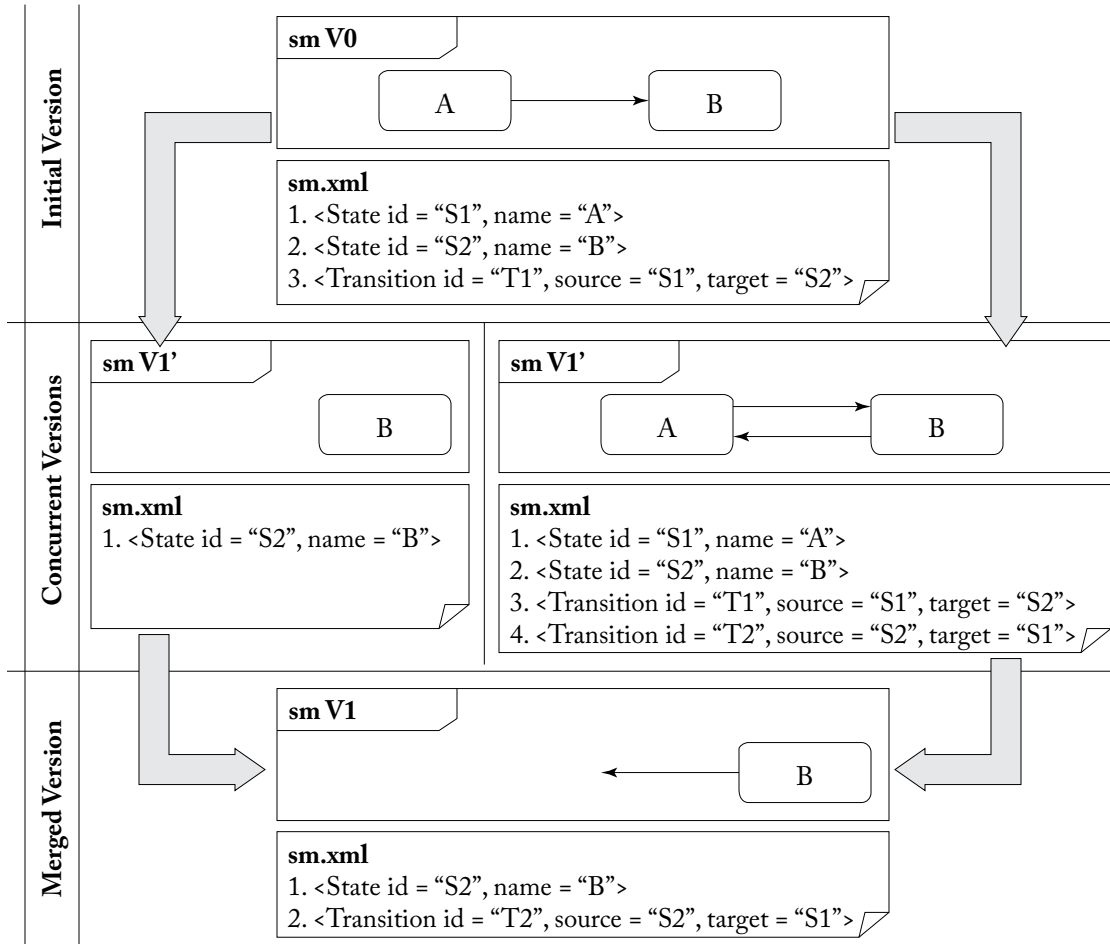 Initial Version
sm V0
A
B
sm.xml
1. <State id = “S1”, name = “A”>
2. <State id = “S2”, name = “B”>
3. <Transition id = “T1”, source = “S1”, target = “S2”>
Concurrent Versions
sm V1’
B
sm.xml
1. <State id = “S2”, name = “B”>
sm V1’
A
B
sm.xml
1. <State id = “S1”, name = “A”>
2. <State id = “S2”, name = “B”>
3. <Transition id = “T1”, source = “S1”, target = “S2”>
4. <Transition id = “T2”, source = “S2”, target = “S1”>
Merged Version
sm V1
B
sm.xml
1. <State id = “S2”, name = “B”>
2. <Transition id = “T2”, source = “S2”, target = “S1”>